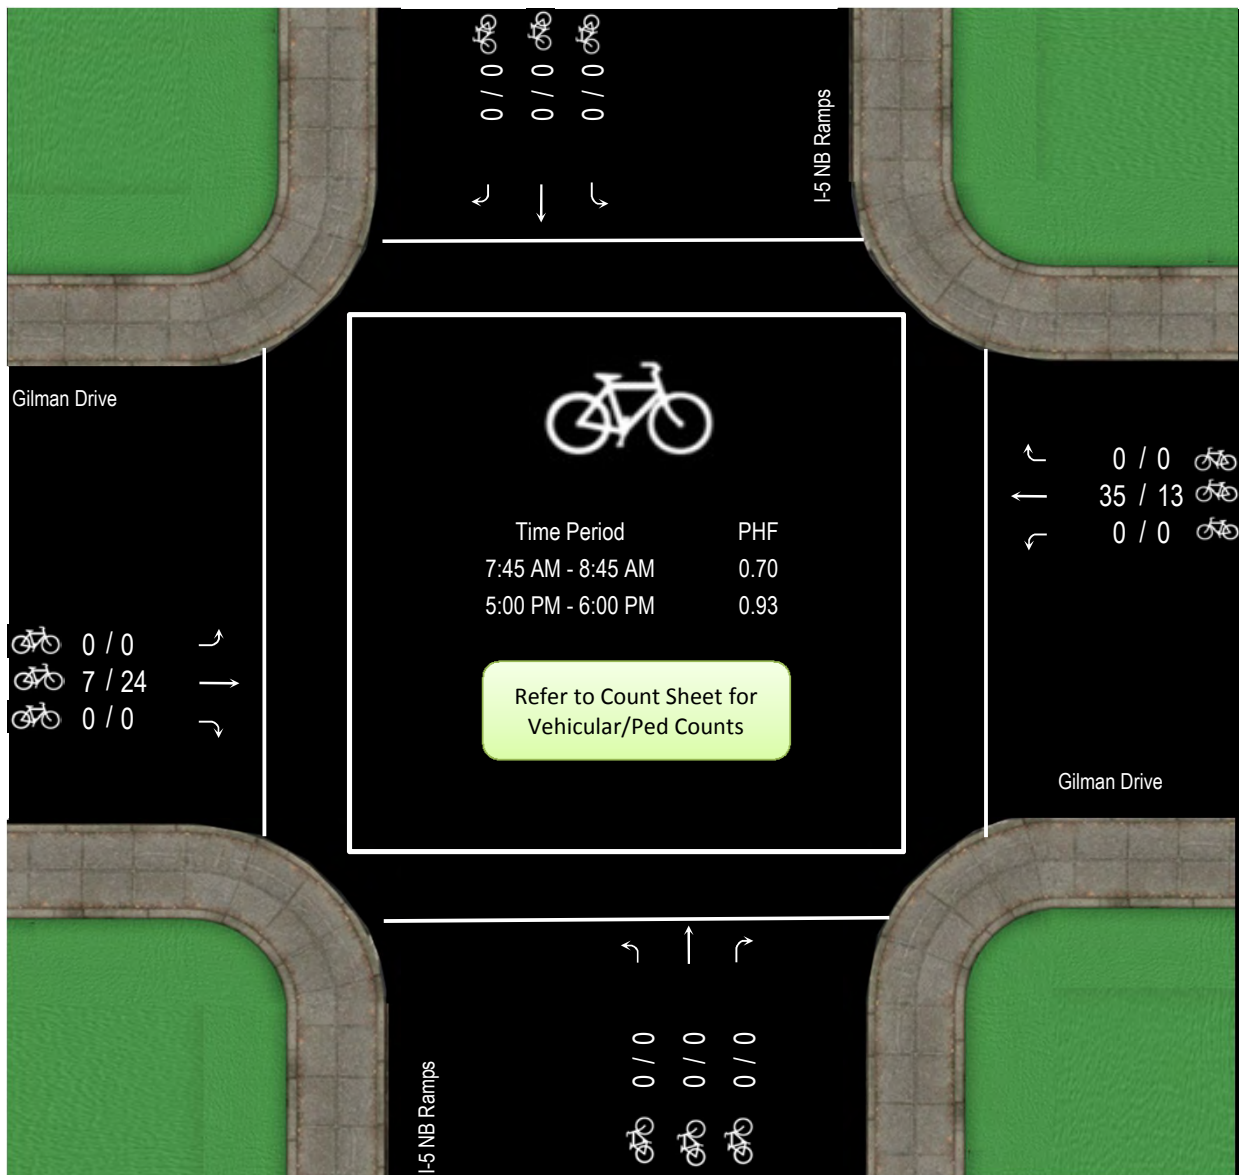 0 / 0
0 / 0
0 / 0
I-5 NB Ramps
Gilman Drive
0 / 0
35 / 13
0 / 0
Time Period PHF
7:45 AM - 8:45 AM 0.70
5:00 PM - 6:00 PM 0.93
0 / 0
7 / 24
0 / 0
Refer to Count Sheet for
Vehicular/Ped Counts
Gilman Drive
0 / 0
0 / 0
0 / 0
I-5 NB Ramps